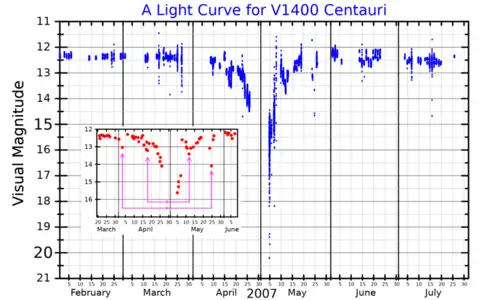 A Light Curve for V1400 Centauri
Visual Magnitude
11
12
13
14
15
16
17
18
19
20
21
12
13
14
15
16
20 25 30 5 10 15 20 25 30 5 10 15 20 25 30 5
March April May June
5 10 15 20 25 5 10 15 20 25 30 5 10 15 20 25 30 5 10 15 20 25 30 5 10 15 20 25 30 5 10 15 20 25 30
February March April 2007 May June July